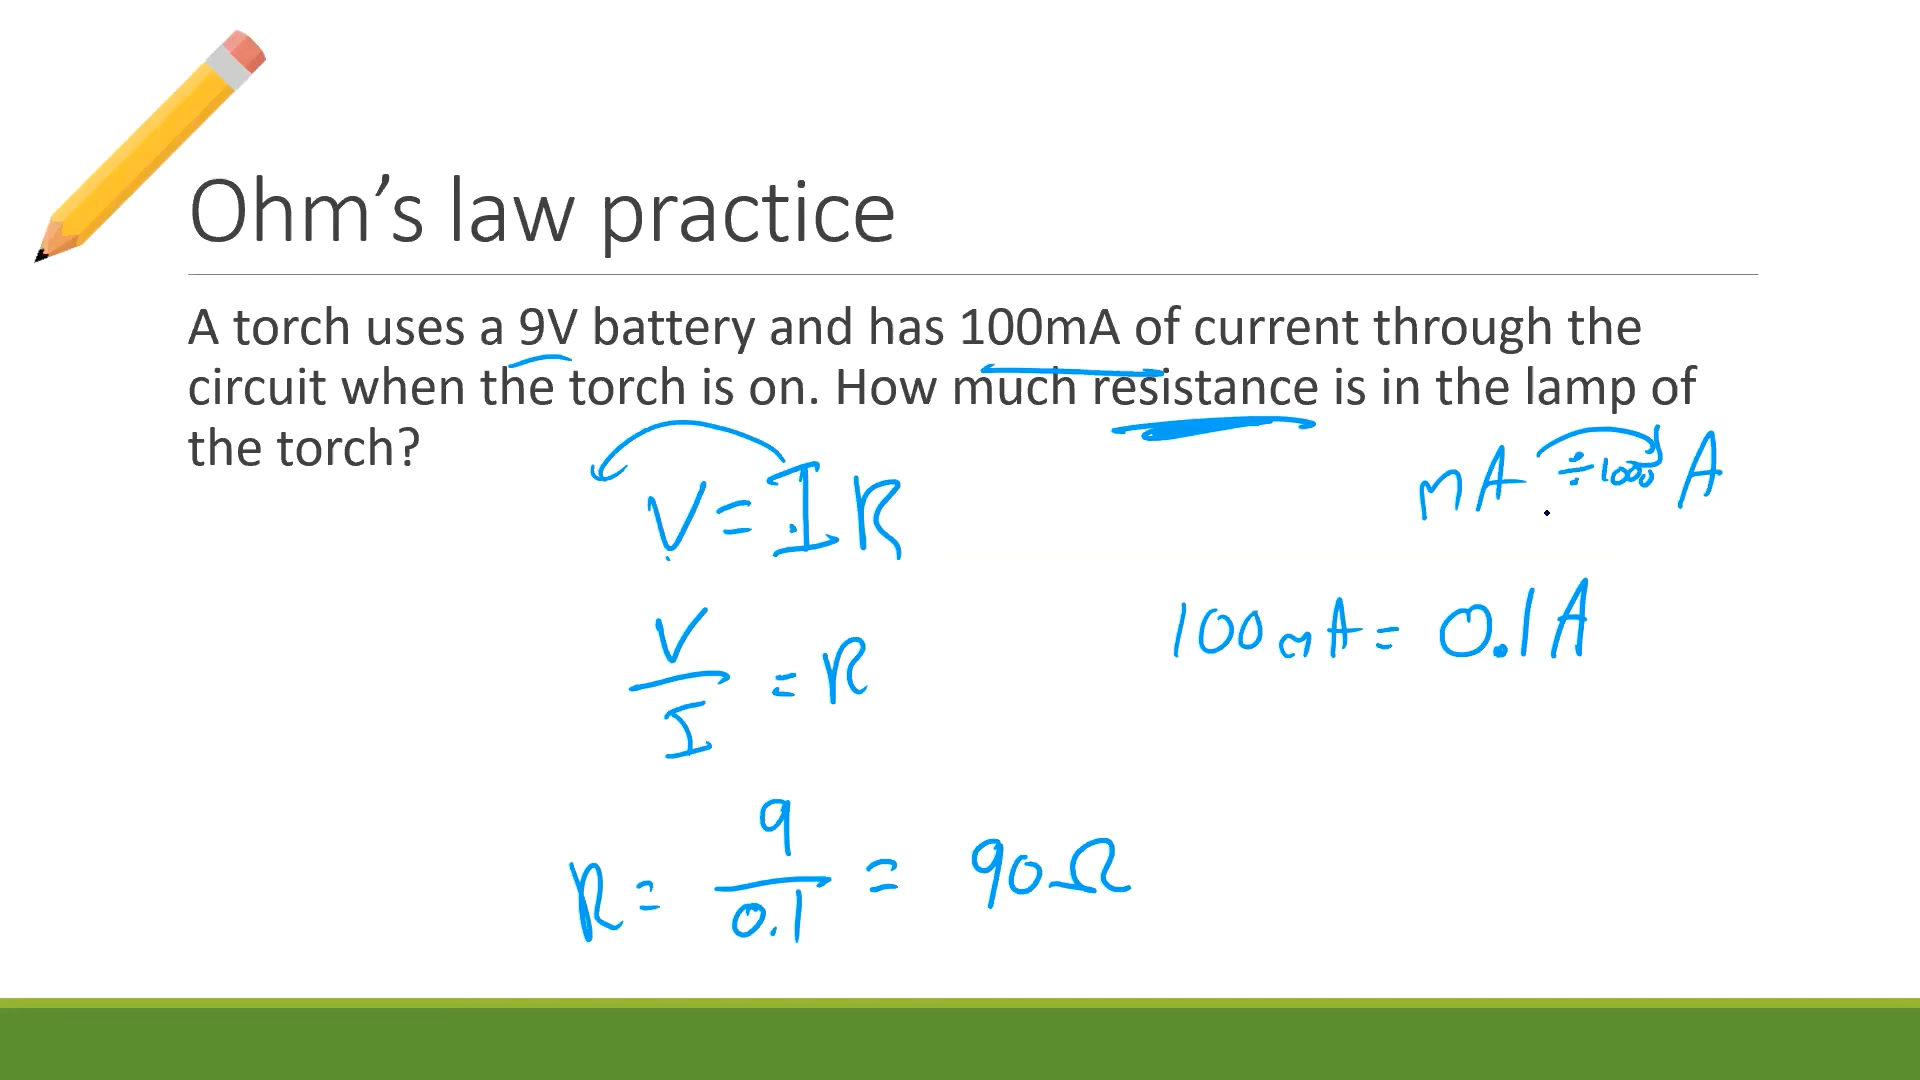 Ohm’s law practice
A torch uses a 9V battery and has 100mA of current through the
circuit when the torch is on. How much resistance is in the lamp of
the torch?
mA ÷1000 A
V = I R
100mA = 0.1A
V
I
= R
R = 9
0.1
= 90Ω